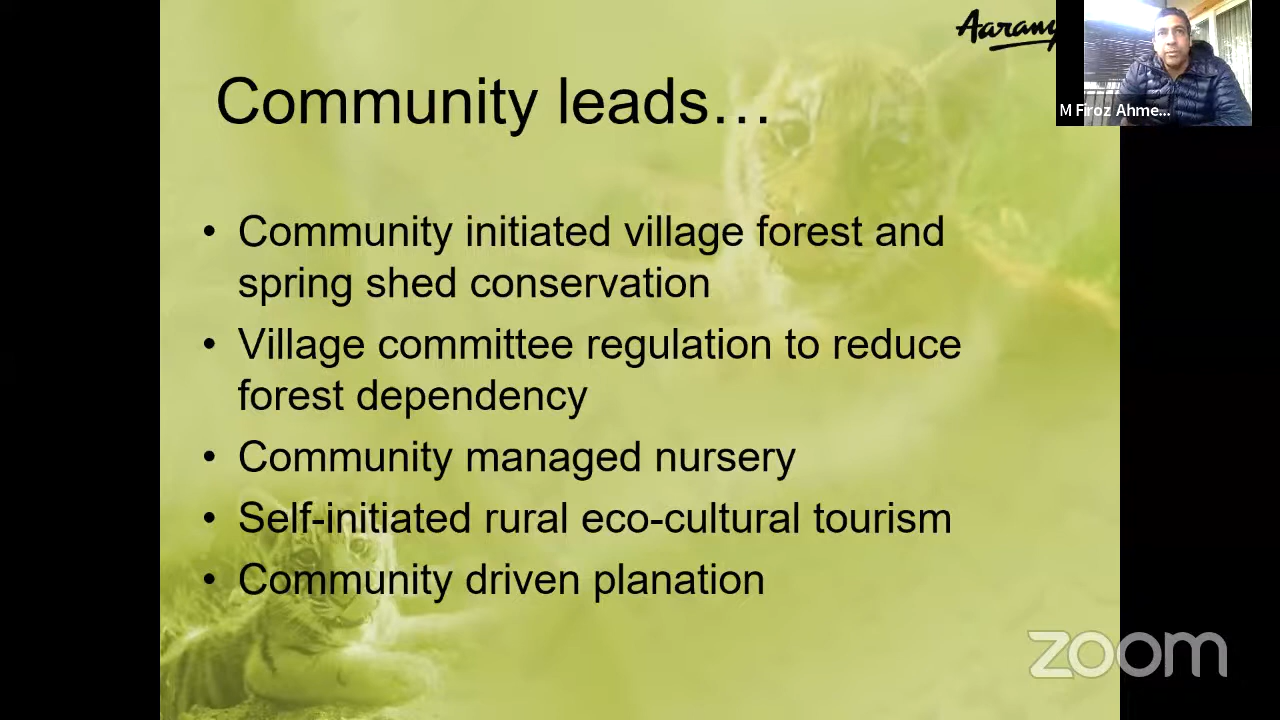 Aarany
M Firoz Ahme...
Community leads...
• Community initiated village forest and
spring shed conservation
• Village committee regulation to reduce
forest dependency
• Community managed nursery
• Self-initiated rural eco-cultural tourism
• Community driven planation
zoom